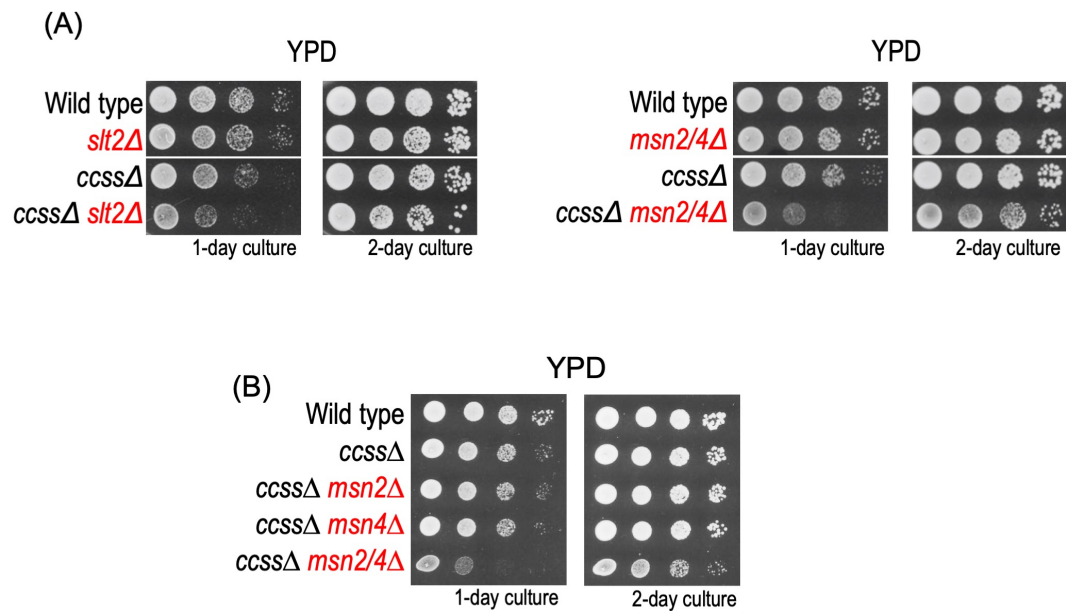 (A)
YPD
Wild type
slt2Δ
ccssΔ
ccssΔ slt2Δ
1-day culture
2-day culture
YPD
Wild type
msn2/4Δ
ccssΔ
ccssΔ msn2/4Δ
1-day culture
2-day culture
(B)
YPD
Wild type
ccssΔ
ccssΔ msn2Δ
ccssΔ msn4Δ
ccssΔ msn2/4Δ
1-day culture
2-day culture